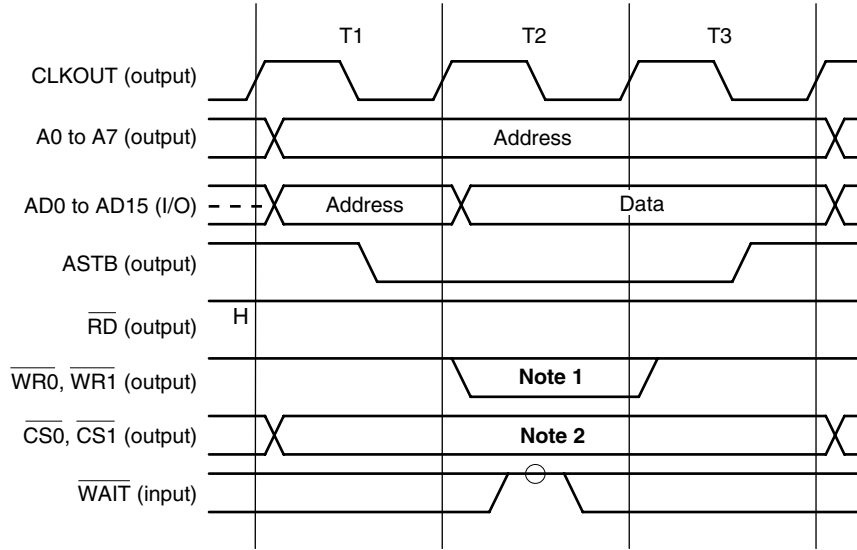 T1 T2 T3
CLKOUT (output)
A0 to A7 (output) Address
AD0 to AD15 (I/O) Address Data
ASTB (output)
RD (output) H
WR0, WR1 (output) Note 1
CS0, CS1 (output) Note 2
WAIT (input)